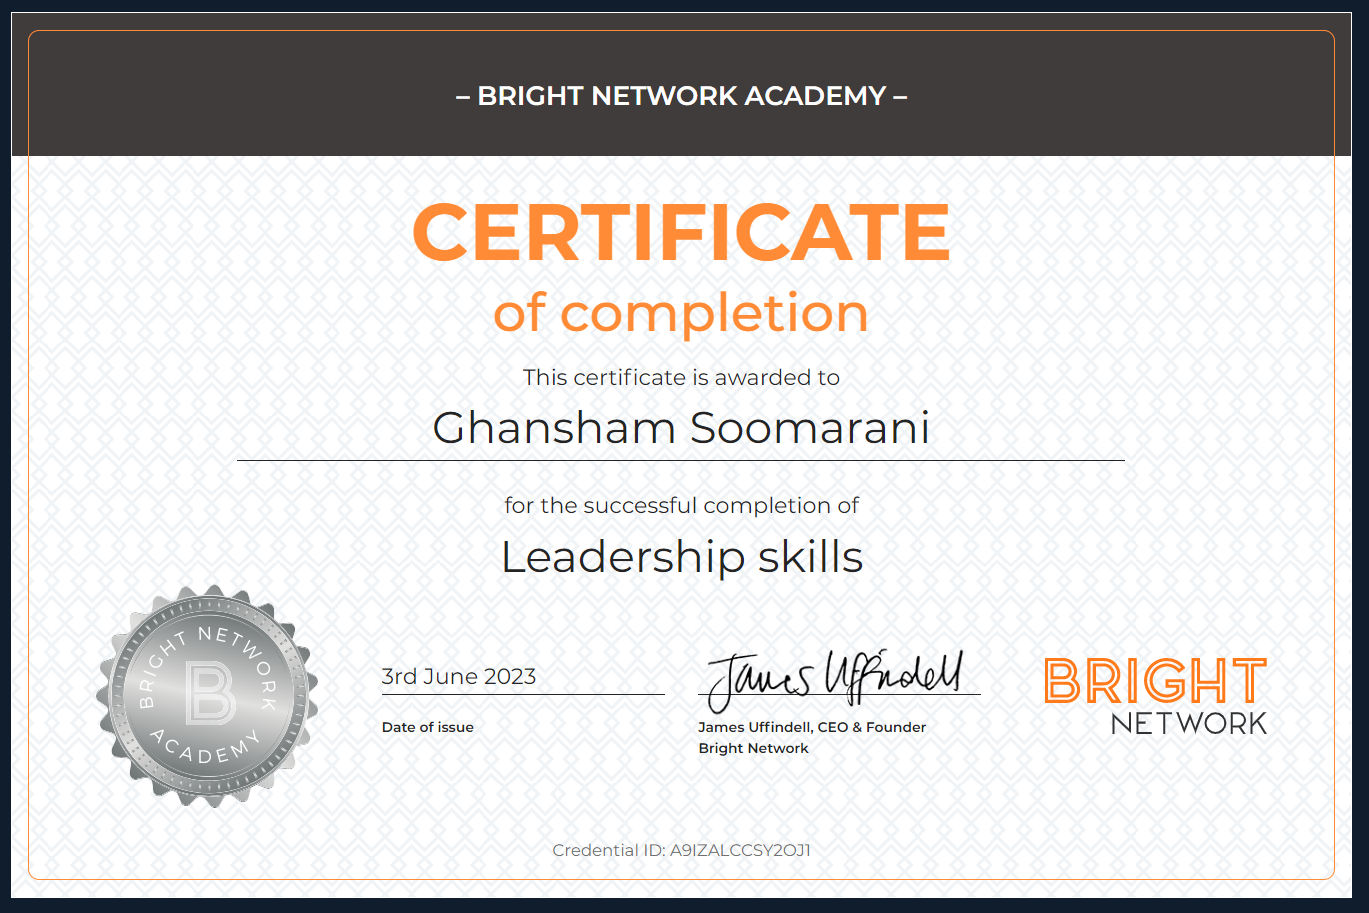 – BRIGHT NETWORK ACADEMY –
CERTIFICATE
of completion
This certificate is awarded to
Ghansham Soomarani
for the successful completion of
Leadership skills
BRIGHT NETWORK
B
ACADEMY
3rd June 2023
Date of issue
James Uffindell
James Uffindell, CEO & Founder
Bright Network
BRIGHT
NETWORK
Credential ID: A9IZALCCSY2OJ1